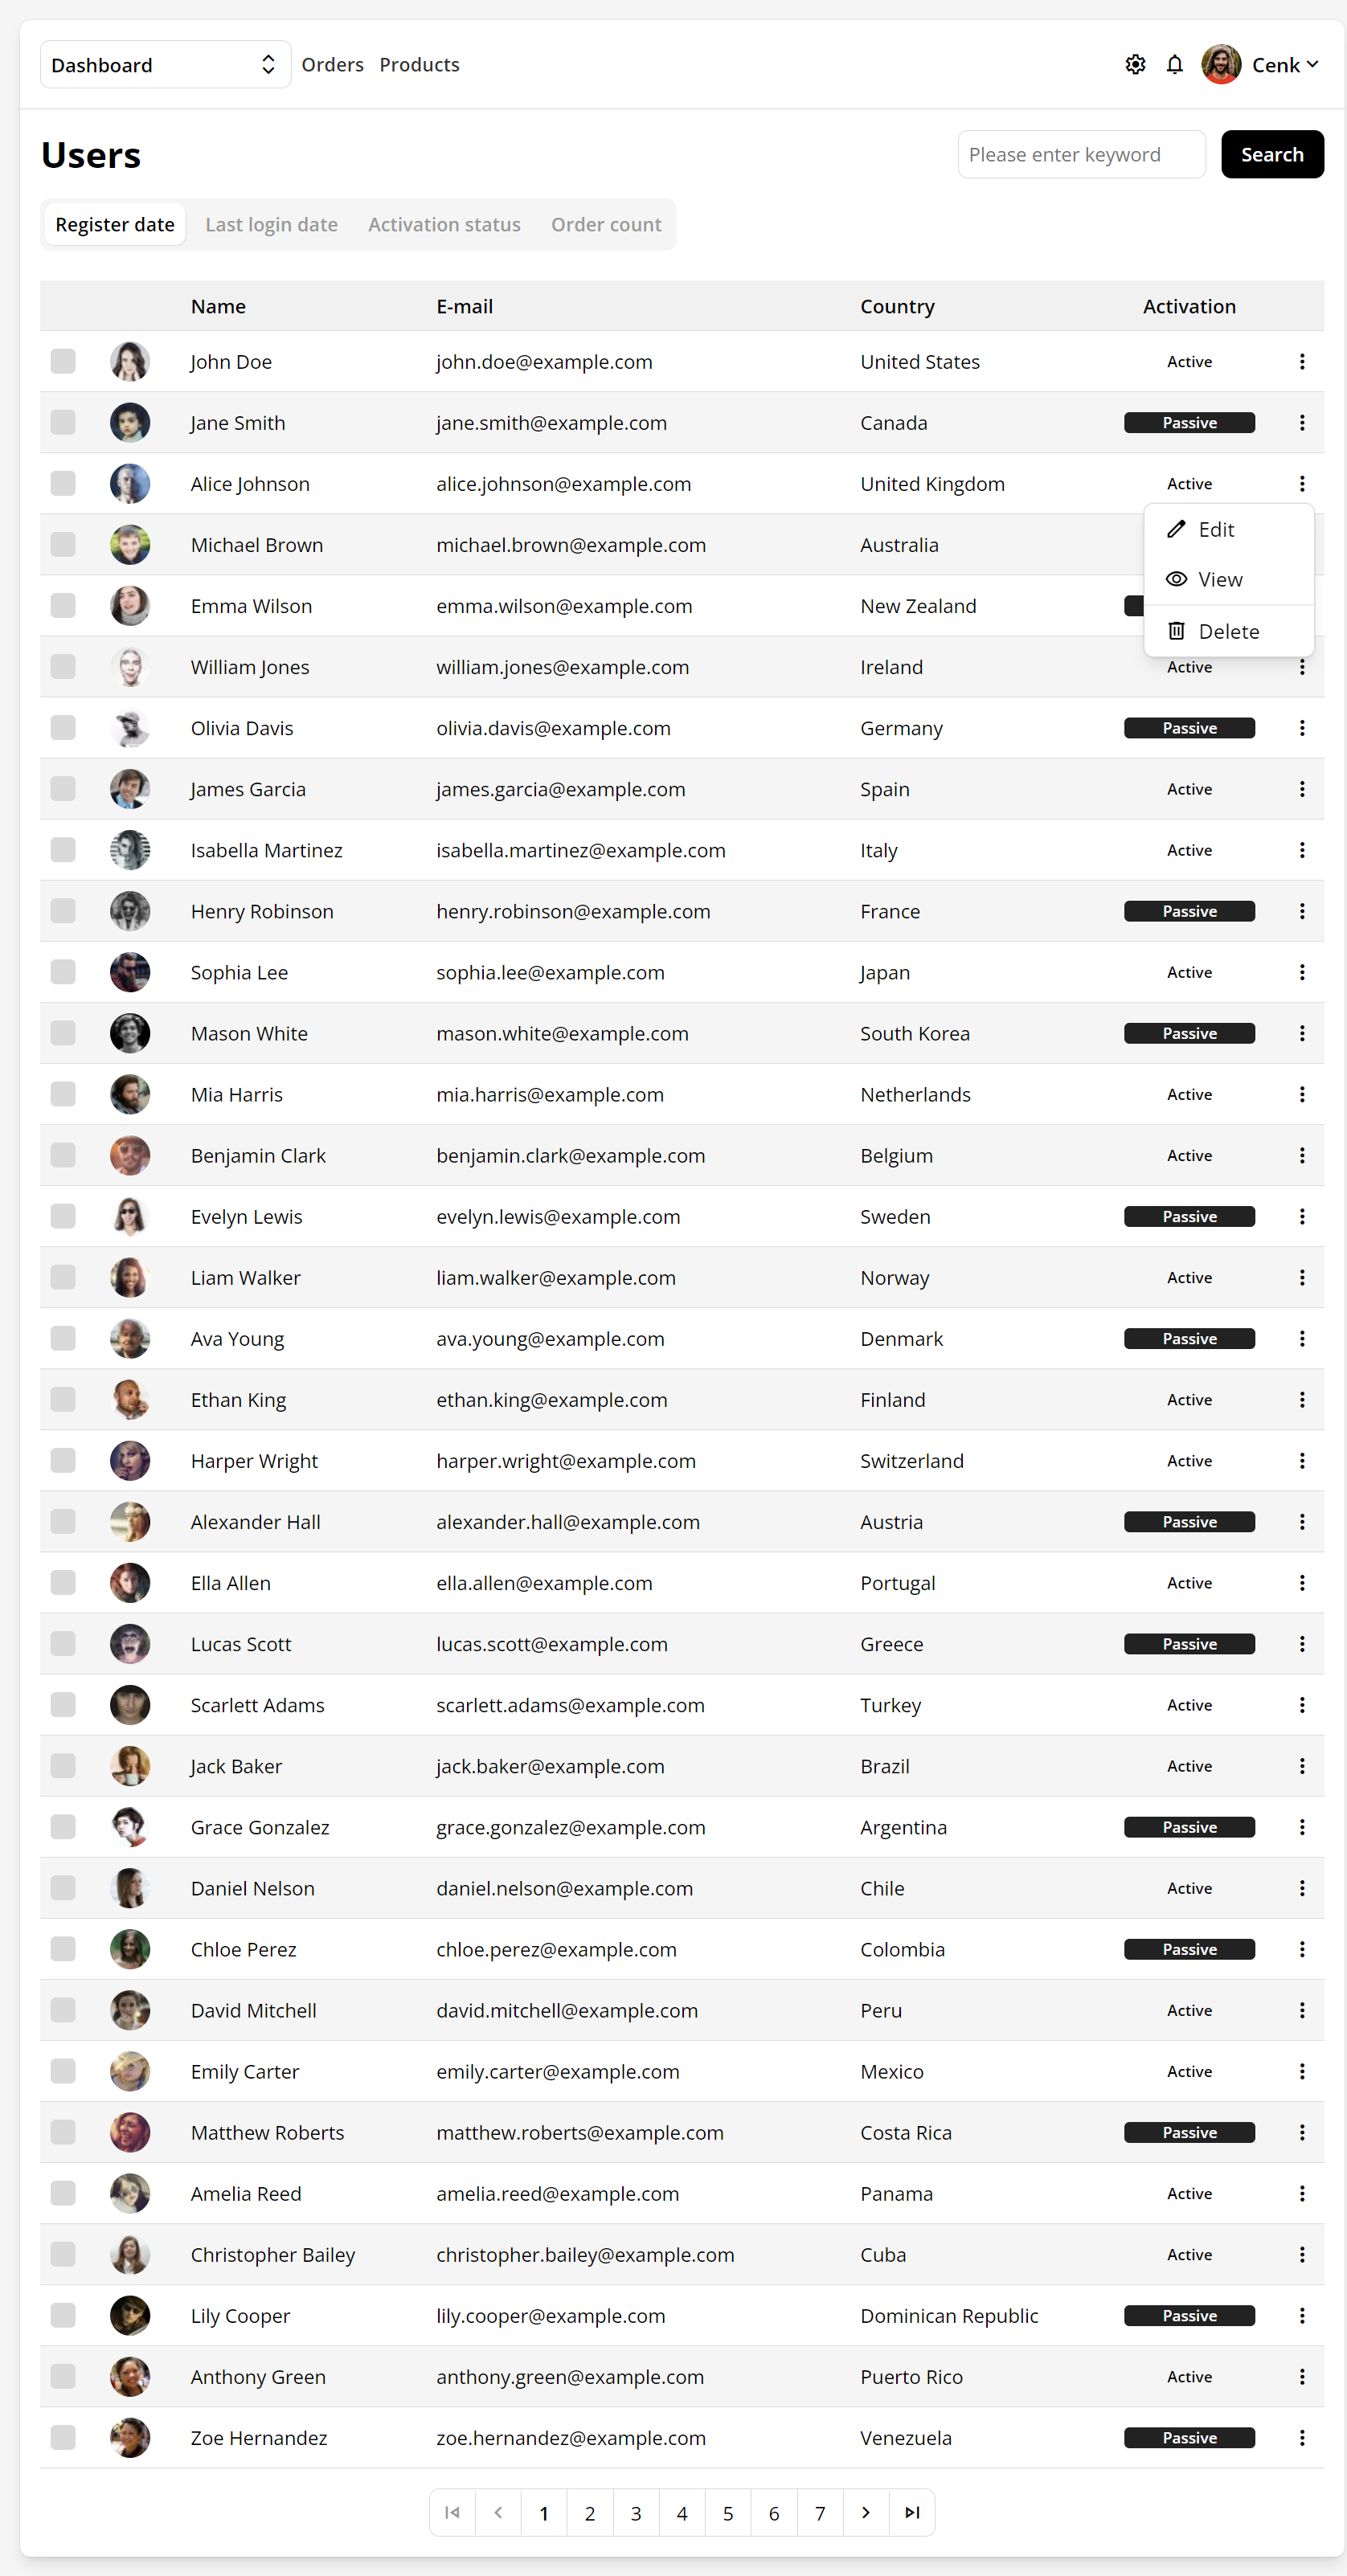 Dashboard Orders Products Cenk
Users Please enter keyword Search
Register date Last login date Activation status Order count
Name E-mail Country Activation
John Doe john.doe@example.com United States Active
Jane Smith jane.smith@example.com Canada Passive
Alice Johnson alice.johnson@example.com United Kingdom Active
Edit
Michael Brown michael.brown@example.com Australia
View
Emma Wilson emma.wilson@example.com New Zealand
Delete
William Jones william.jones@example.com Ireland Active
Olivia Davis olivia.davis@example.com Germany Passive
James Garcia james.garcia@example.com Spain Active
Isabella Martinez isabella.martinez@example.com Italy Active
Henry Robinson henry.robinson@example.com France Passive
Sophia Lee sophia.lee@example.com Japan Active
Mason White mason.white@example.com South Korea Passive
Mia Harris mia.harris@example.com Netherlands Active
Benjamin Clark benjamin.clark@example.com Belgium Active
Evelyn Lewis evelyn.lewis@example.com Sweden Passive
Liam Walker liam.walker@example.com Norway Active
Ava Young ava.young@example.com Denmark Passive
Ethan King ethan.king@example.com Finland Active
Harper Wright harper.wright@example.com Switzerland Active
Alexander Hall alexander.hall@example.com Austria Passive
Ella Allen ella.allen@example.com Portugal Active
Lucas Scott lucas.scott@example.com Greece Passive
Scarlett Adams scarlett.adams@example.com Turkey Active
Jack Baker jack.baker@example.com Brazil Active
Grace Gonzalez grace.gonzalez@example.com Argentina Passive
Daniel Nelson daniel.nelson@example.com Chile Active
Chloe Perez chloe.perez@example.com Colombia Passive
David Mitchell david.mitchell@example.com Peru Active
Emily Carter emily.carter@example.com Mexico Active
Matthew Roberts matthew.roberts@example.com Costa Rica Passive
Amelia Reed amelia.reed@example.com Panama Active
Christopher Bailey christopher.bailey@example.com Cuba Active
Lily Cooper lily.cooper@example.com Dominican Republic Passive
Anthony Green anthony.green@example.com Puerto Rico Active
Zoe Hernandez zoe.hernandez@example.com Venezuela Passive
1 2 3 4 5 6 7